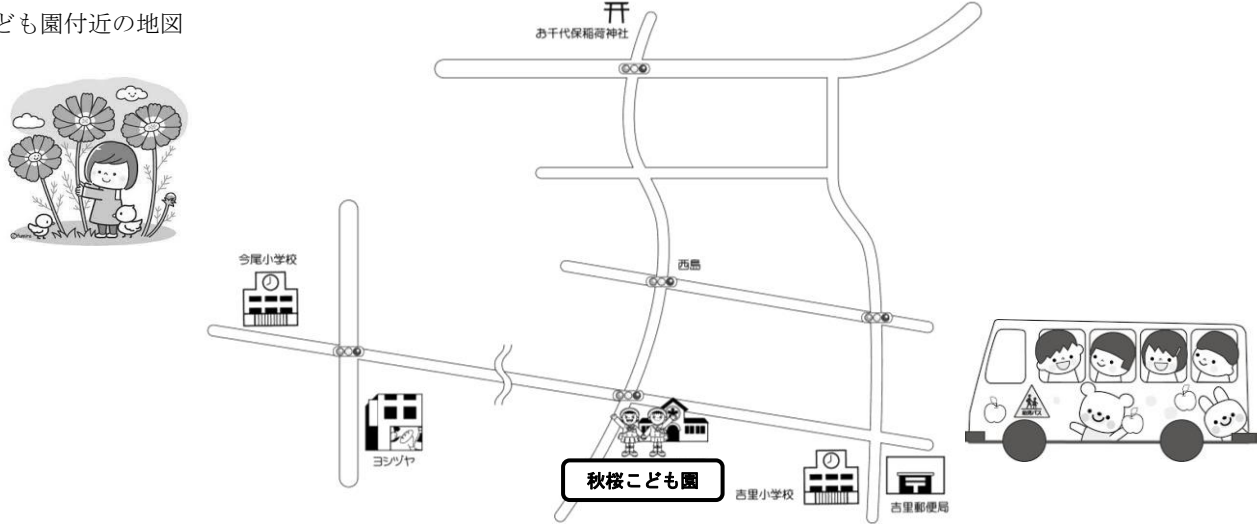 ども園付近の地図
お千代保稲荷神社
西島
今尾小学校
ヨシヅヤ
秋桜こども園
吉里小学校
吉里郵便局